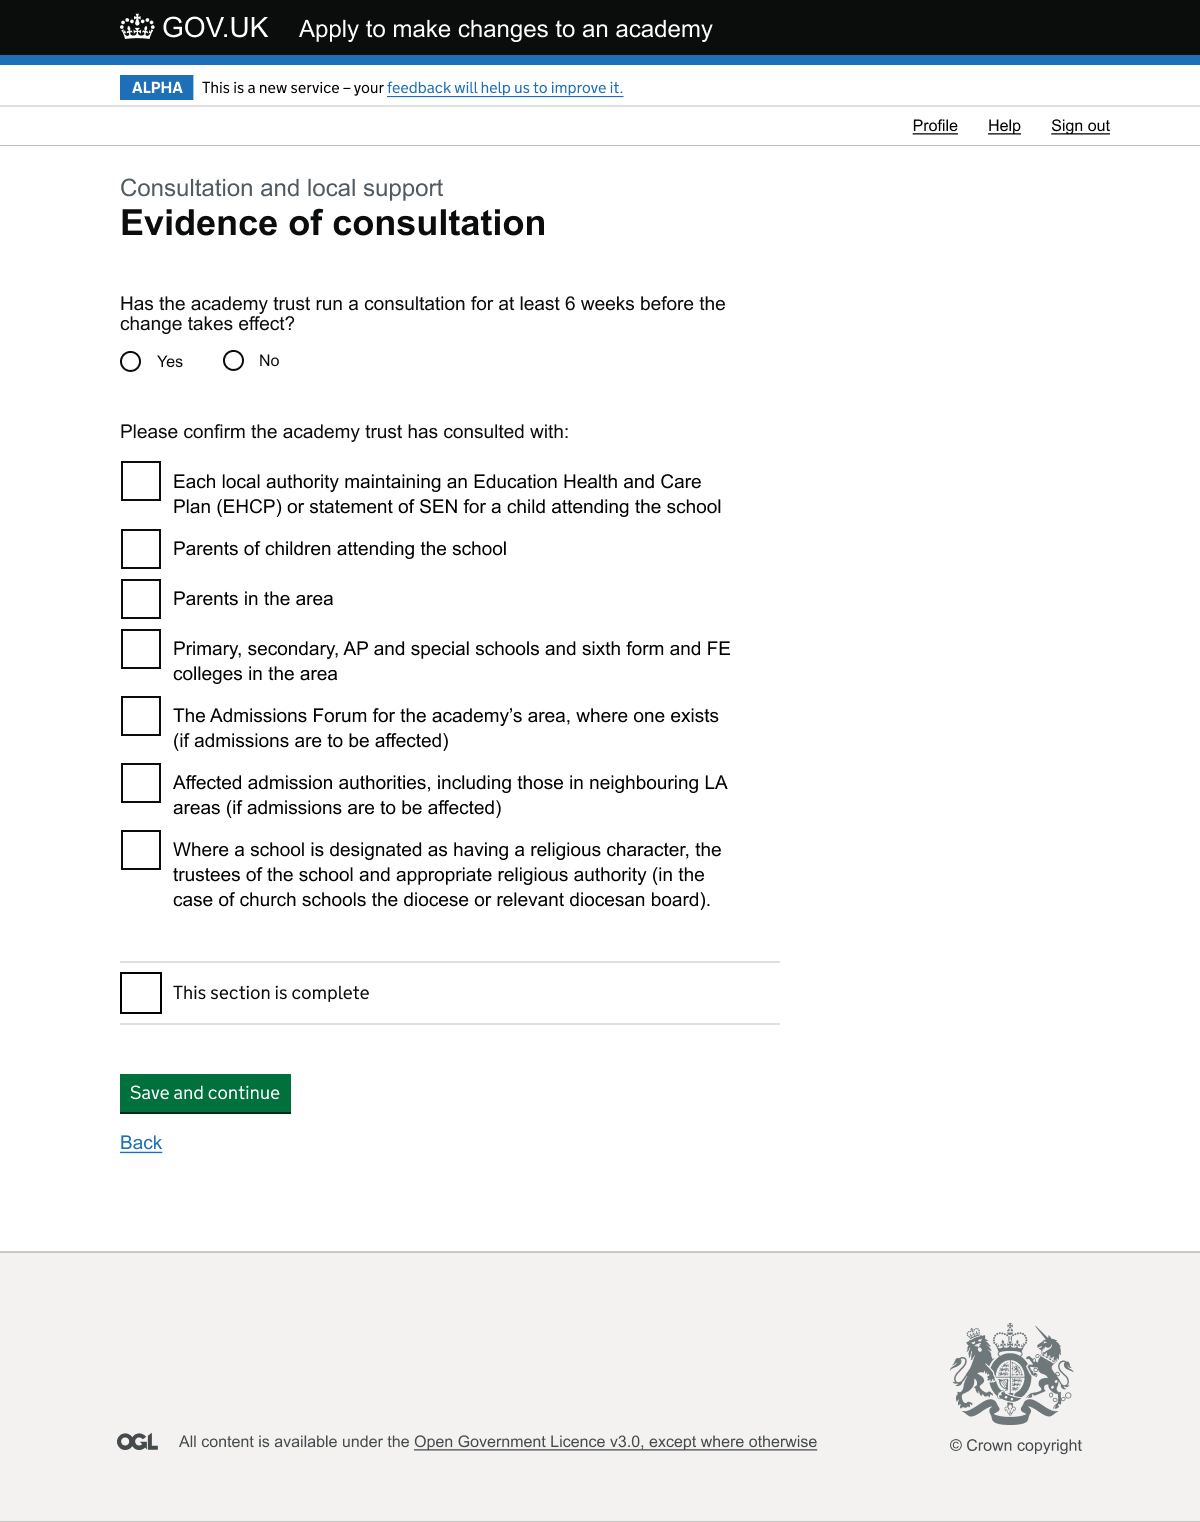 GOV.UK Apply to make changes to an academy
ALPHA This is a new service – your feedback will help us to improve it.
Profile Help Sign out
Consultation and local support
Evidence of consultation
Has the academy trust run a consultation for at least 6 weeks before the
change takes effect?
Yes No
Please confirm the academy trust has consulted with:
Each local authority maintaining an Education Health and Care
Plan (EHCP) or statement of SEN for a child attending the school
Parents of children attending the school
Parents in the area
Primary, secondary, AP and special schools and sixth form and FE
colleges in the area
The Admissions Forum for the academy’s area, where one exists
(if admissions are to be affected)
Affected admission authorities, including those in neighbouring LA
areas (if admissions are to be affected)
Where a school is designated as having a religious character, the
trustees of the school and appropriate religious authority (in the
case of church schools the diocese or relevant diocesan board).
This section is complete
Save and continue
Back
OGL All content is available under the Open Government Licence v3.0, except where otherwise
© Crown copyright